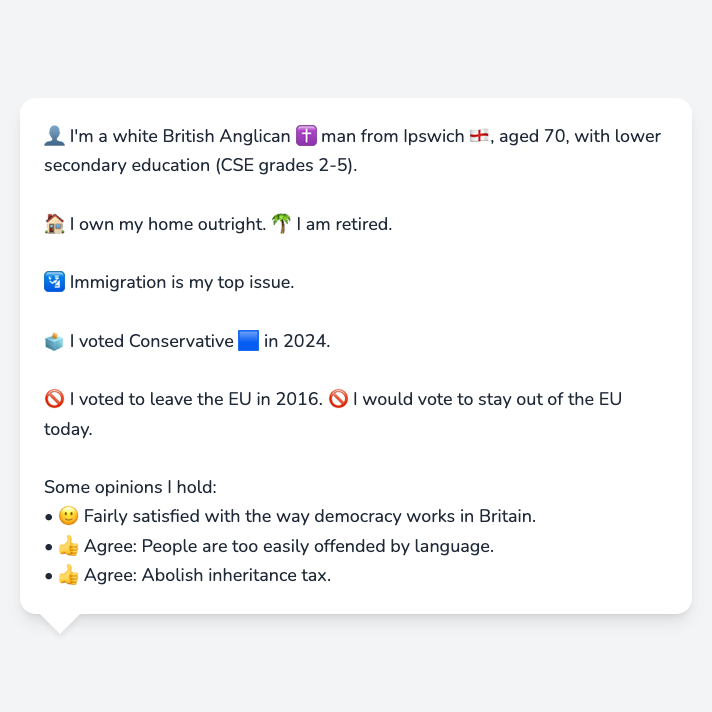 👤 I'm a white British Anglican ✝️ man from Ipswich 🏴󠁧󠁢󠁥󠁮󠁧󠁿, aged 70, with lower
secondary education (CSE grades 2-5).
🏠 I own my home outright. 🌴 I am retired.
🛂 Immigration is my top issue.
🗳️ I voted Conservative 🟦 in 2024.
🚫 I voted to leave the EU in 2016. 🚫 I would vote to stay out of the EU
today.
Some opinions I hold:
• 🙂 Fairly satisfied with the way democracy works in Britain.
• 👍 Agree: People are too easily offended by language.
• 👍 Agree: Abolish inheritance tax.